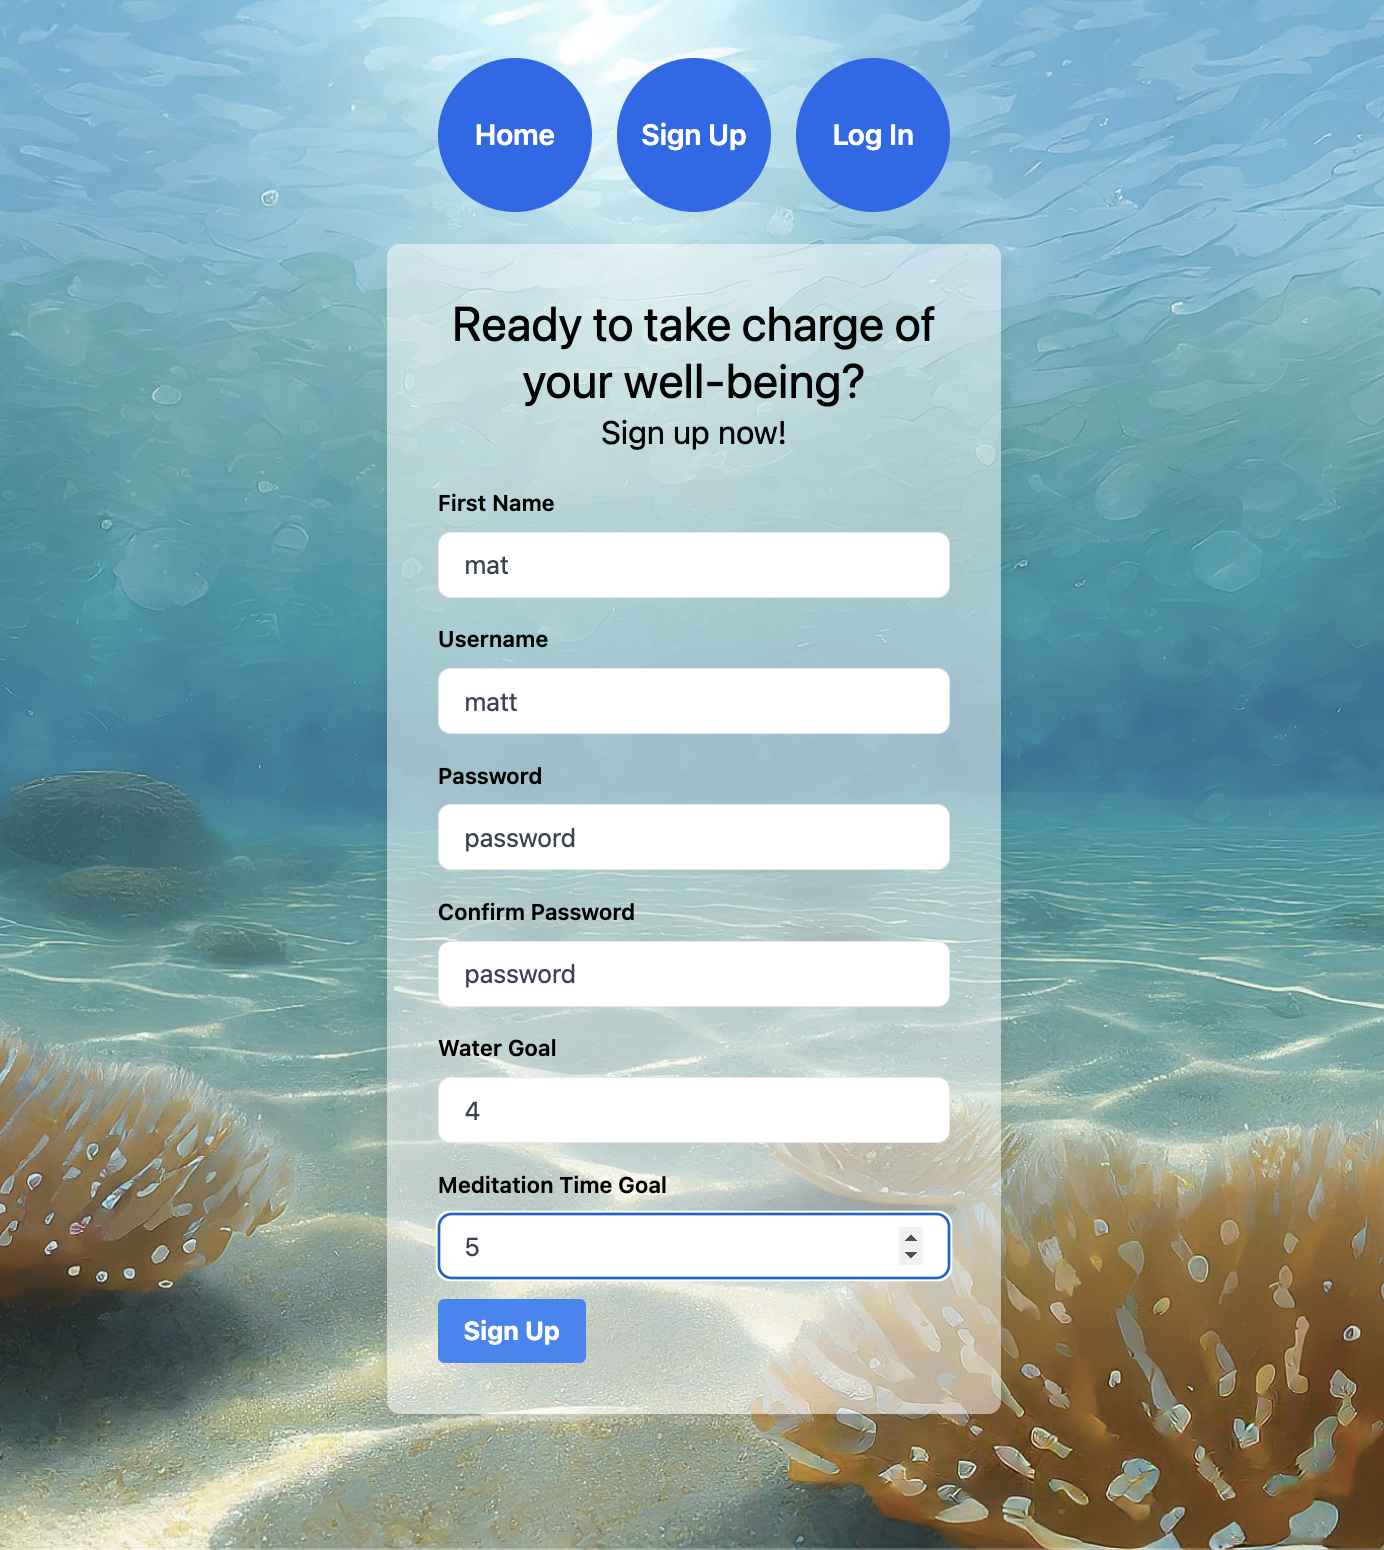 Home Sign Up Log In
Ready to take charge of
your well-being?
Sign up now!
First Name
mat
Username
matt
Password
password
Confirm Password
password
Water Goal
4
Meditation Time Goal
5
Sign Up